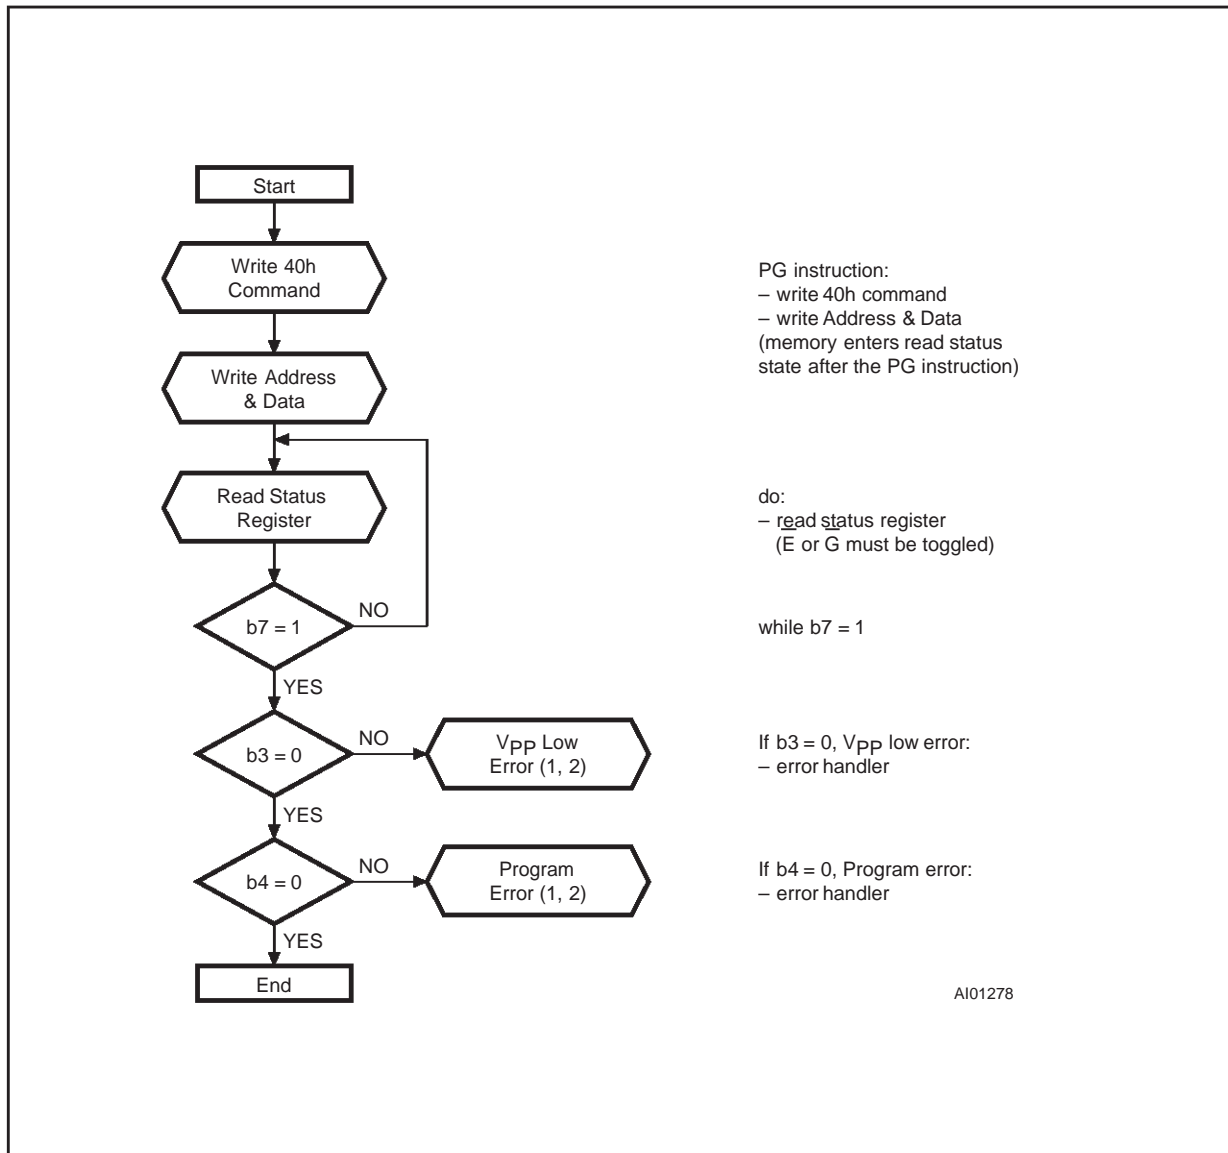 Start
Write 40h
Command
Write Address
& Data
Read Status
Register
b7 = 1
NO
YES
b3 = 0
NO
VPP Low
Error (1, 2)
YES
b4 = 0
NO
Program
Error (1, 2)
YES
End
PG instruction:
– write 40h command
– write Address & Data
(memory enters read status
state after the PG instruction)
do:
– read status register
(E̅ or G̅ must be toggled)
while b7 = 1
If b3 = 0, VPP low error:
– error handler
If b4 = 0, Program error:
– error handler
AI01278